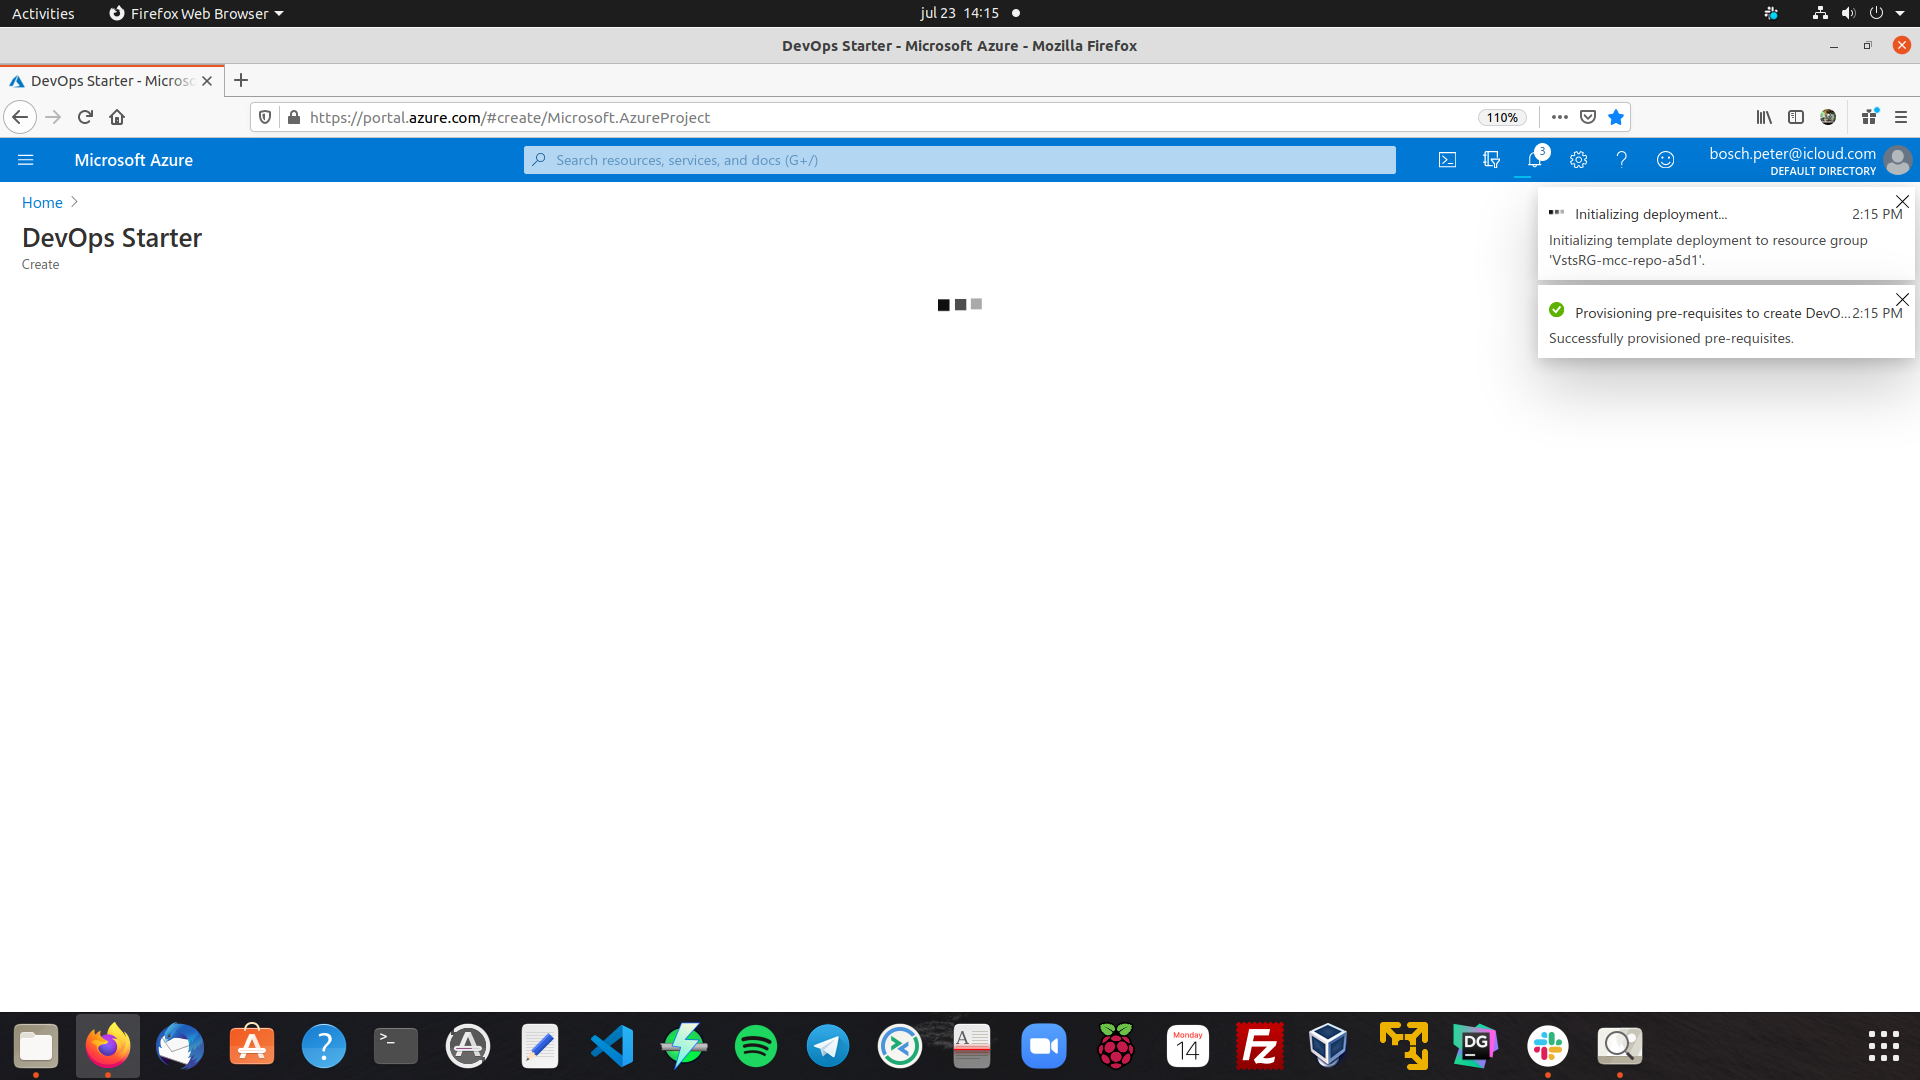 Activities
Firefox Web Browser
jul 23 14:15
DevOps Starter - Microsoft Azure - Mozilla Firefox
DevOps Starter - Microso
https://portal.azure.com/#create/Microsoft.AzureProject
110%
Microsoft Azure
Search resources, services, and docs (G+/)
3
bosch.peter@icloud.com
DEFAULT DIRECTORY
Home
DevOps Starter
Create
Initializing deployment...
2:15 PM
Initializing template deployment to resource group
'VstsRG-mcc-repo-a5d1'.
Provisioning pre-requisites to create DevO...
2:15 PM
Successfully provisioned pre-requisites.
>_
A
Monday
14
Fz
DG